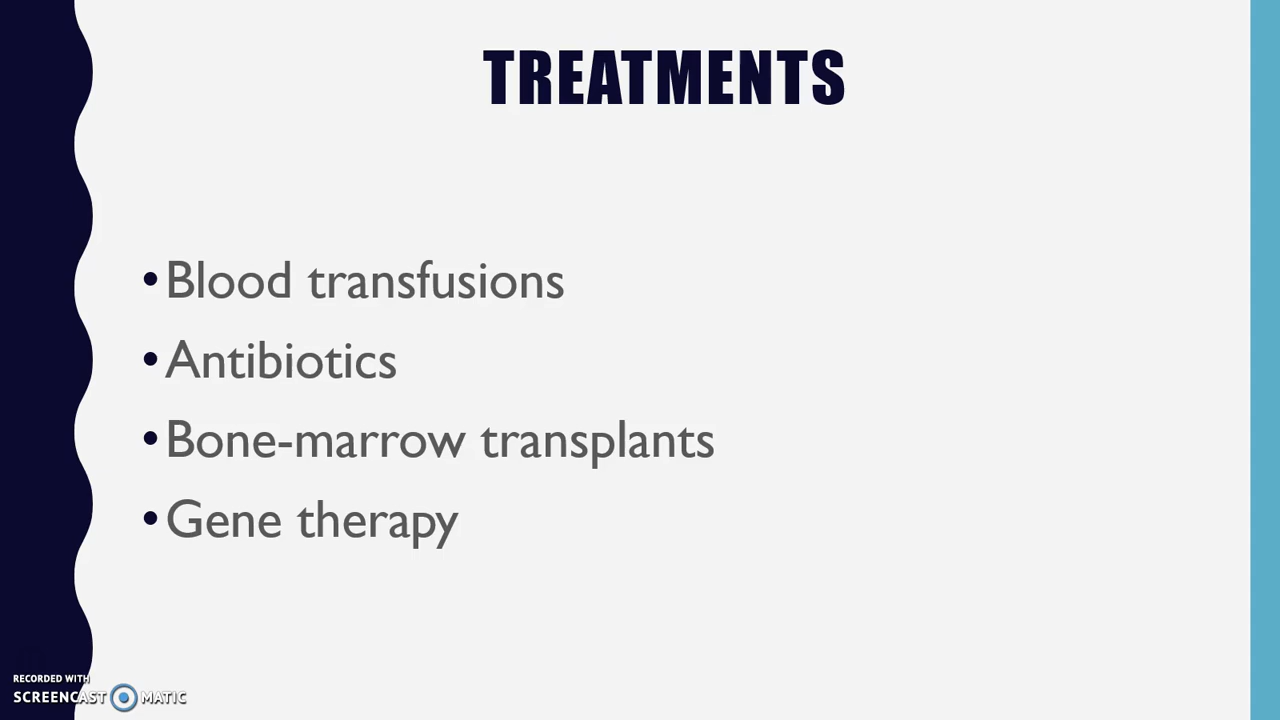 TREATMENTS
•Blood transfusions
•Antibiotics
•Bone-marrow transplants
•Gene therapy
RECORDED WITH
SCREENCAST MATIC